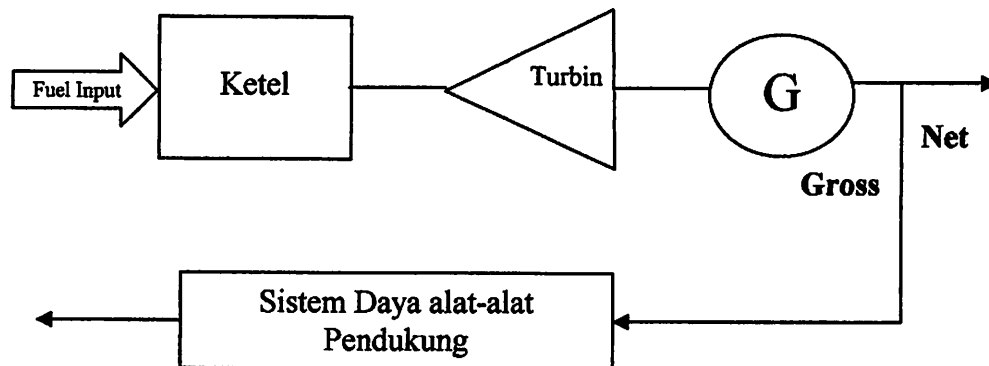 Fuel Input
Ketel
Turbin
G
Net
Gross
Sistem Daya alat-alat
Pendukung